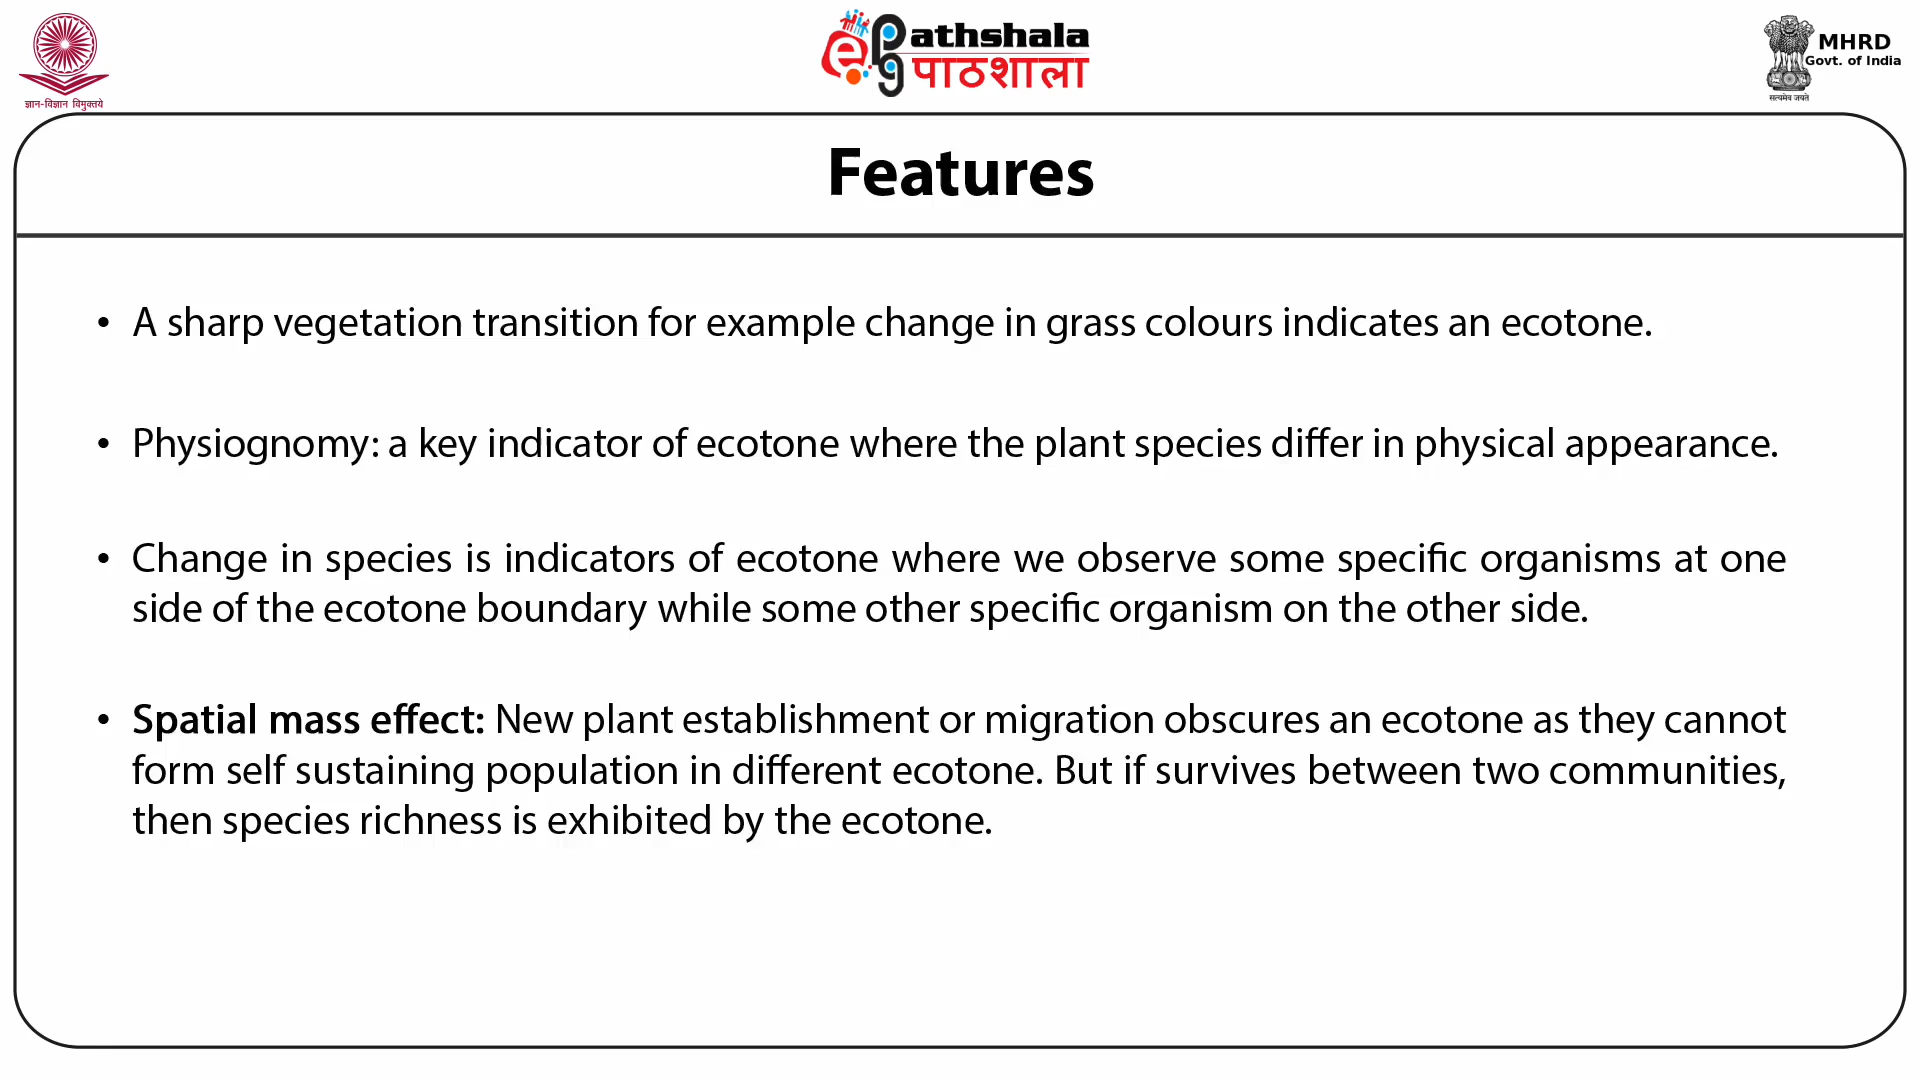 ज्ञान-विज्ञान विमुक्तये
ePGathshala
पाठशाला
MHRD
Govt. of India
सत्यमेव जयते
Features
• A sharp vegetation transition for example change in grass colours indicates an ecotone.
• Physiognomy: a key indicator of ecotone where the plant species differ in physical appearance.
• Change in species is indicators of ecotone where we observe some specific organisms at one
side of the ecotone boundary while some other specific organism on the other side.
• Spatial mass effect: New plant establishment or migration obscures an ecotone as they cannot
form self sustaining population in different ecotone. But if survives between two communities,
then species richness is exhibited by the ecotone.